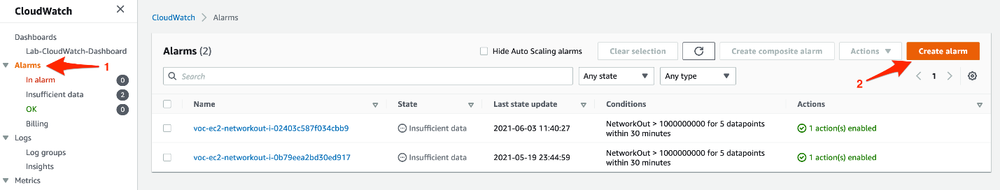 CloudWatch
Dashboards
Lab-CloudWatch-Dashboard
Alarms 1
In alarm 0
Insufficient data 2
OK 0
Billing
Logs
Log groups
Insights
Metrics
CloudWatch > Alarms
Alarms (2)
Hide Auto Scaling alarms
Clear selection
Create composite alarm
Actions
Create alarm
2
Search
Any state
Any type
1
Name State Last state update Conditions Actions
voc-ec2-networkout-i-02403c587f034cbb9 Insufficient data 2021-06-03 11:40:27 NetworkOut > 1000000000 for 5 datapoints 1 action(s) enabled
within 30 minutes
voc-ec2-networkout-i-0b79eea2bd30ed917 Insufficient data 2021-05-19 23:44:59 NetworkOut > 1000000000 for 5 datapoints 1 action(s) enabled
within 30 minutes